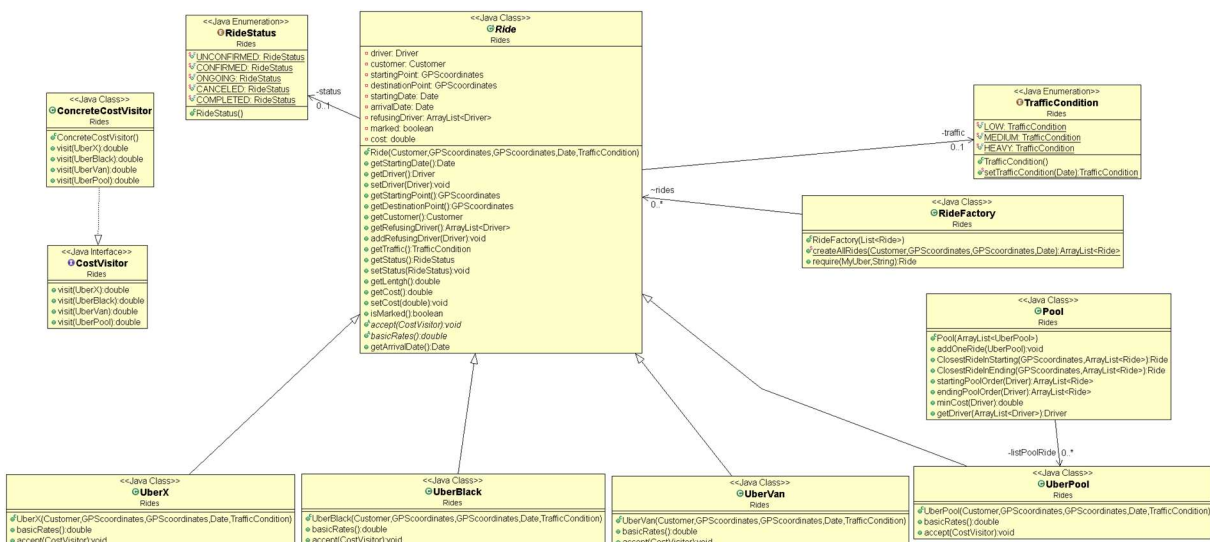 <<Java Enumeration>>
RideStatus
Rides
UNCONFIRMED: RideStatus
CONFIRMED: RideStatus
ONGOING: RideStatus
CANCELED: RideStatus
COMPLETED: RideStatus
RideStatus()
-status
0..1
<<Java Class>>
Ride
Rides
driver: Driver
customer: Customer
startingPoint: GPScoordinates
destinationPoint: GPScoordinates
startingDate: Date
arrivalDate: Date
refusingDriver: ArrayList<Driver>
marked: boolean
cost: double
Ride(Customer,GPScoordinates,GPScoordinates,Date,TrafficCondition)
getStartingDate():Date
getDriver():Driver
setDriver(Driver):void
getStartingPoint():GPScoordinates
getDestinationPoint():GPScoordinates
getCustomer():Customer
getRefusingDriver():ArrayList<Driver>
addRefusingDriver(Driver):void
getTraffic():TrafficCondition
getStatus():RideStatus
setStatus(RideStatus):void
getLentgh():double
getCost():double
setCost(double):void
isMarked():boolean
accept(CostVisitor):void
basicRates():double
getArrivalDate():Date
<<Java Class>>
ConcreteCostVisitor
Rides
ConcreteCostVisitor()
visit(UberX):double
visit(UberBlack):double
visit(UberVan):double
visit(UberPool):double
<<Java Interface>>
CostVisitor
Rides
visit(UberX):double
visit(UberBlack):double
visit(UberVan):double
visit(UberPool):double
<<Java Enumeration>>
TrafficCondition
Rides
LOW: TrafficCondition
MEDIUM: TrafficCondition
HEAVY: TrafficCondition
TrafficCondition()
setTrafficCondition(Date):TrafficCondition
-traffic
0..1
~rides
0..*
<<Java Class>>
RideFactory
Rides
RideFactory(List<Ride>)
createAllRides(Customer,GPScoordinates,GPScoordinates,Date):ArrayList<Ride>
require(MyUber,String):Ride
<<Java Class>>
Pool
Rides
Pool(ArrayList<UberPool>)
addOneRide(UberPool):void
ClosestRideInStarting(GPScoordinates,ArrayList<Ride>):Ride
ClosestRideInEnding(GPScoordinates,ArrayList<Ride>):Ride
startingPoolOrder(Driver):ArrayList<Ride>
endingPoolOrder(Driver):ArrayList<Ride>
minCost(Driver):double
getDriver(ArrayList<Driver>):Driver
-listPoolRide 0..*
<<Java Class>>
UberX
Rides
UberX(Customer,GPScoordinates,GPScoordinates,Date,TrafficCondition)
basicRates():double
accept(CostVisitor):void
<<Java Class>>
UberBlack
Rides
UberBlack(Customer,GPScoordinates,GPScoordinates,Date,TrafficCondition)
basicRates():double
accept(CostVisitor):void
<<Java Class>>
UberVan
Rides
UberVan(Customer,GPScoordinates,GPScoordinates,Date,TrafficCondition)
basicRates():double
accept(CostVisitor):void
<<Java Class>>
UberPool
Rides
UberPool(Customer,GPScoordinates,GPScoordinates,Date,TrafficCondition)
basicRates():double
accept(CostVisitor):void